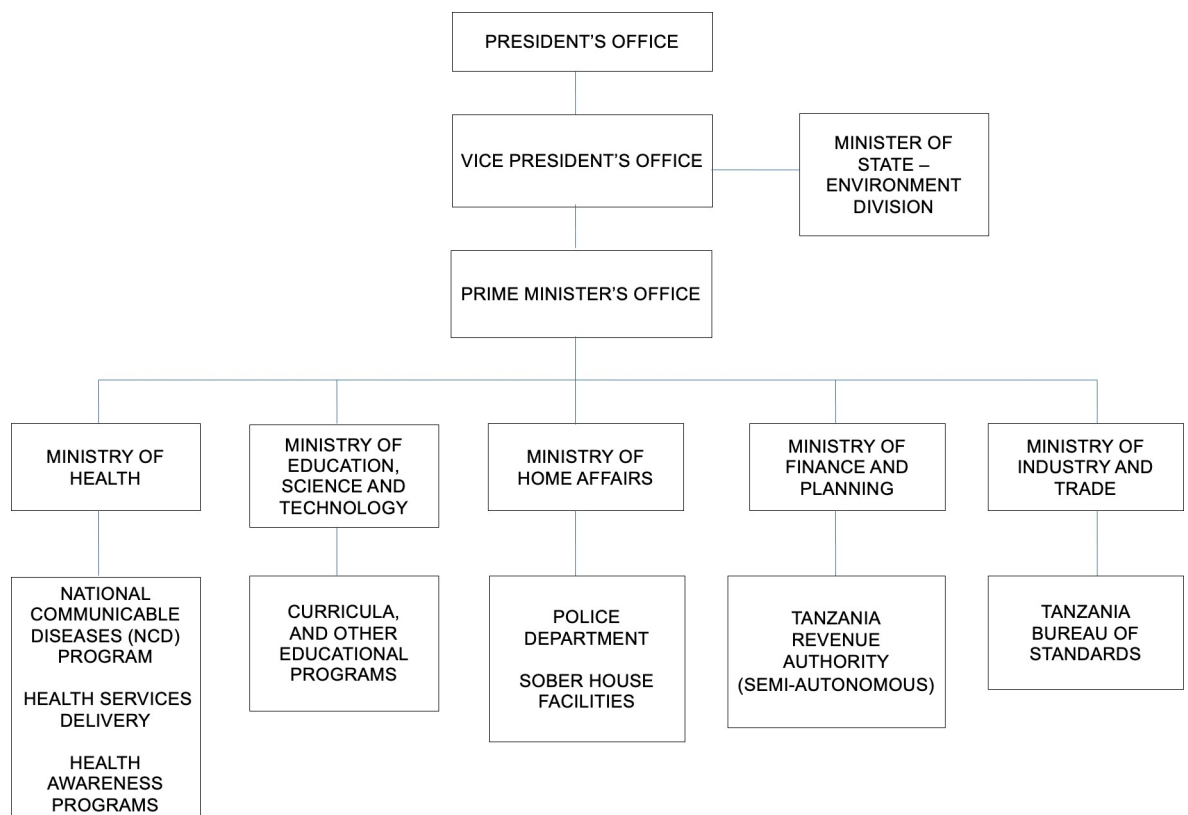 PRESIDENT’S OFFICE
VICE PRESIDENT’S OFFICE
MINISTER OF
STATE –
ENVIRONMENT
DIVISION
PRIME MINISTER’S OFFICE
MINISTRY OF
HEALTH
MINISTRY OF
EDUCATION,
SCIENCE AND
TECHNOLOGY
MINISTRY OF
HOME AFFAIRS
MINISTRY OF
FINANCE AND
PLANNING
MINISTRY OF
INDUSTRY AND
TRADE
NATIONAL
COMMUNICABLE
DISEASES (NCD)
PROGRAM
HEALTH SERVICES
DELIVERY
HEALTH
AWARENESS
PROGRAMS
CURRICULA,
AND OTHER
EDUCATIONAL
PROGRAMS
POLICE
DEPARTMENT
SOBER HOUSE
FACILITIES
TANZANIA
REVENUE
AUTHORITY
(SEMI-AUTONOMOUS)
TANZANIA
BUREAU OF
STANDARDS